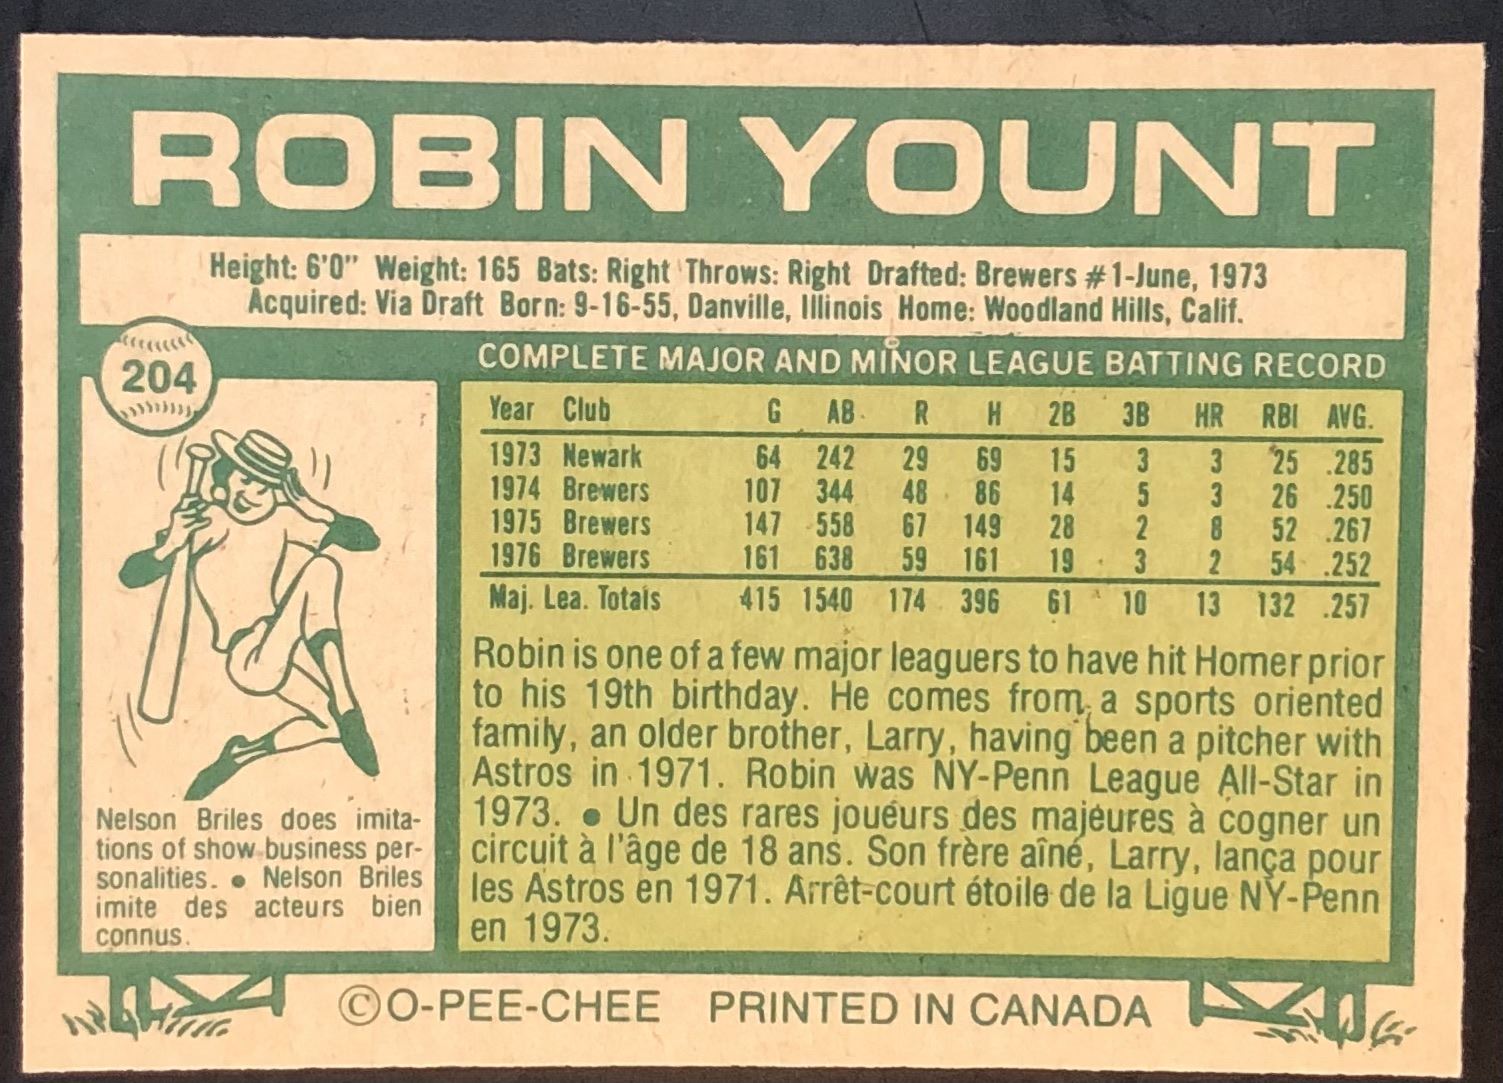 ROBIN YOUNT
Height: 6'0" Weight: 165 Bats: Right Throws: Right Drafted: Brewers #1-June, 1973
Acquired: Via Draft Born: 9-16-55, Danville, Illinois Home: Woodland Hills, Calif.
204
COMPLETE MAJOR AND MINOR LEAGUE BATTING RECORD
Year Club G AB R H 2B 3B HR RBI AVG.
1973 Newark 64 242 29 69 15 3 3 25 .285
1974 Brewers 107 344 48 86 14 5 3 26 .250
1975 Brewers 147 558 67 149 28 2 8 52 .267
1976 Brewers 161 638 59 161 19 3 2 54 .252
Maj. Lea. Totals 415 1540 174 396 61 10 13 132 .257
Robin is one of a few major leaguers to have hit Homer prior
to his 19th birthday. He comes from a sports oriented
family, an older brother, Larry, having been a pitcher with
Astros in 1971. Robin was NY-Penn League All-Star in
1973. ● Un des rares joueurs des majeures à cogner un
circuit à l'âge de 18 ans. Son frère aîné, Larry, lança pour
les Astros en 1971. Arrêt-court étoile de la Ligue NY-Penn
en 1973.
Nelson Briles does imita-
tions of show business per-
sonalities. ● Nelson Briles
imite des acteurs bien
connus.
©O-PEE-CHEE PRINTED IN CANADA